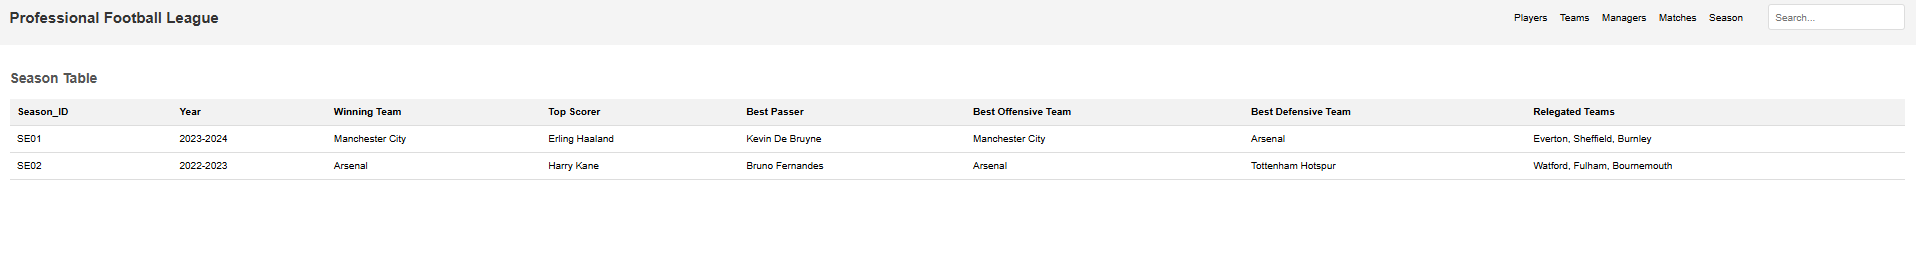 Professional Football League Players Teams Managers Matches Season Search...
Season Table
Season_ID Year Winning Team Top Scorer Best Passer Best Offensive Team Best Defensive Team Relegated Teams
SE01 2023-2024 Manchester City Erling Haaland Kevin De Bruyne Manchester City Arsenal Everton, Sheffield, Burnley
SE02 2022-2023 Arsenal Harry Kane Bruno Fernandes Arsenal Tottenham Hotspur Watford, Fulham, Bournemouth